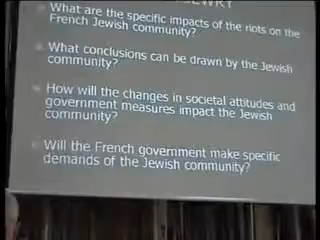 What are the specific impacts of the riots on the
French Jewish community?
What conclusions can be drawn by the Jewish
community?
How will the changes in societal attitudes and
government measures impact the Jewish
community?
Will the French government make specific
demands of the Jewish community?